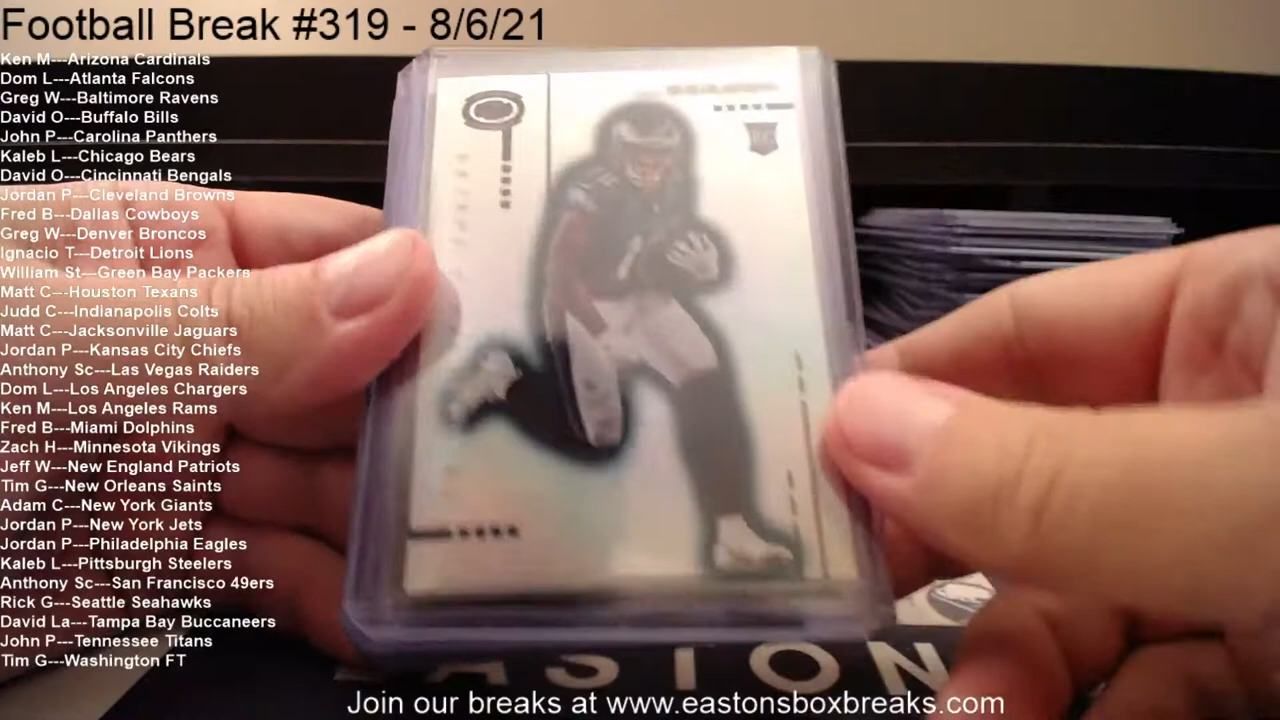 Football Break #319 - 8/6/21
Ken M---Arizona Cardinals
Dom L---Atlanta Falcons
Greg W---Baltimore Ravens
David O---Buffalo Bills
John P---Carolina Panthers
Kaleb L---Chicago Bears
David O---Cincinnati Bengals
Jordan P---Cleveland Browns
Fred B---Dallas Cowboys
Greg W---Denver Broncos
Ignacio T---Detroit Lions
William St---Green Bay Packers
Matt C---Houston Texans
Judd C---Indianapolis Colts
Matt C---Jacksonville Jaguars
Jordan P---Kansas City Chiefs
Anthony Sc---Las Vegas Raiders
Dom L---Los Angeles Chargers
Ken M---Los Angeles Rams
Fred B---Miami Dolphins
Zach H---Minnesota Vikings
Jeff W---New England Patriots
Tim G---New Orleans Saints
Adam C---New York Giants
Jordan P---New York Jets
Jordan P---Philadelphia Eagles
Kaleb L---Pittsburgh Steelers
Anthony Sc---San Francisco 49ers
Rick G---Seattle Seahawks
David La---Tampa Bay Buccaneers
John P---Tennessee Titans
Tim G---Washington FT
EASTON
Join our breaks at www.eastonsboxbreaks.com